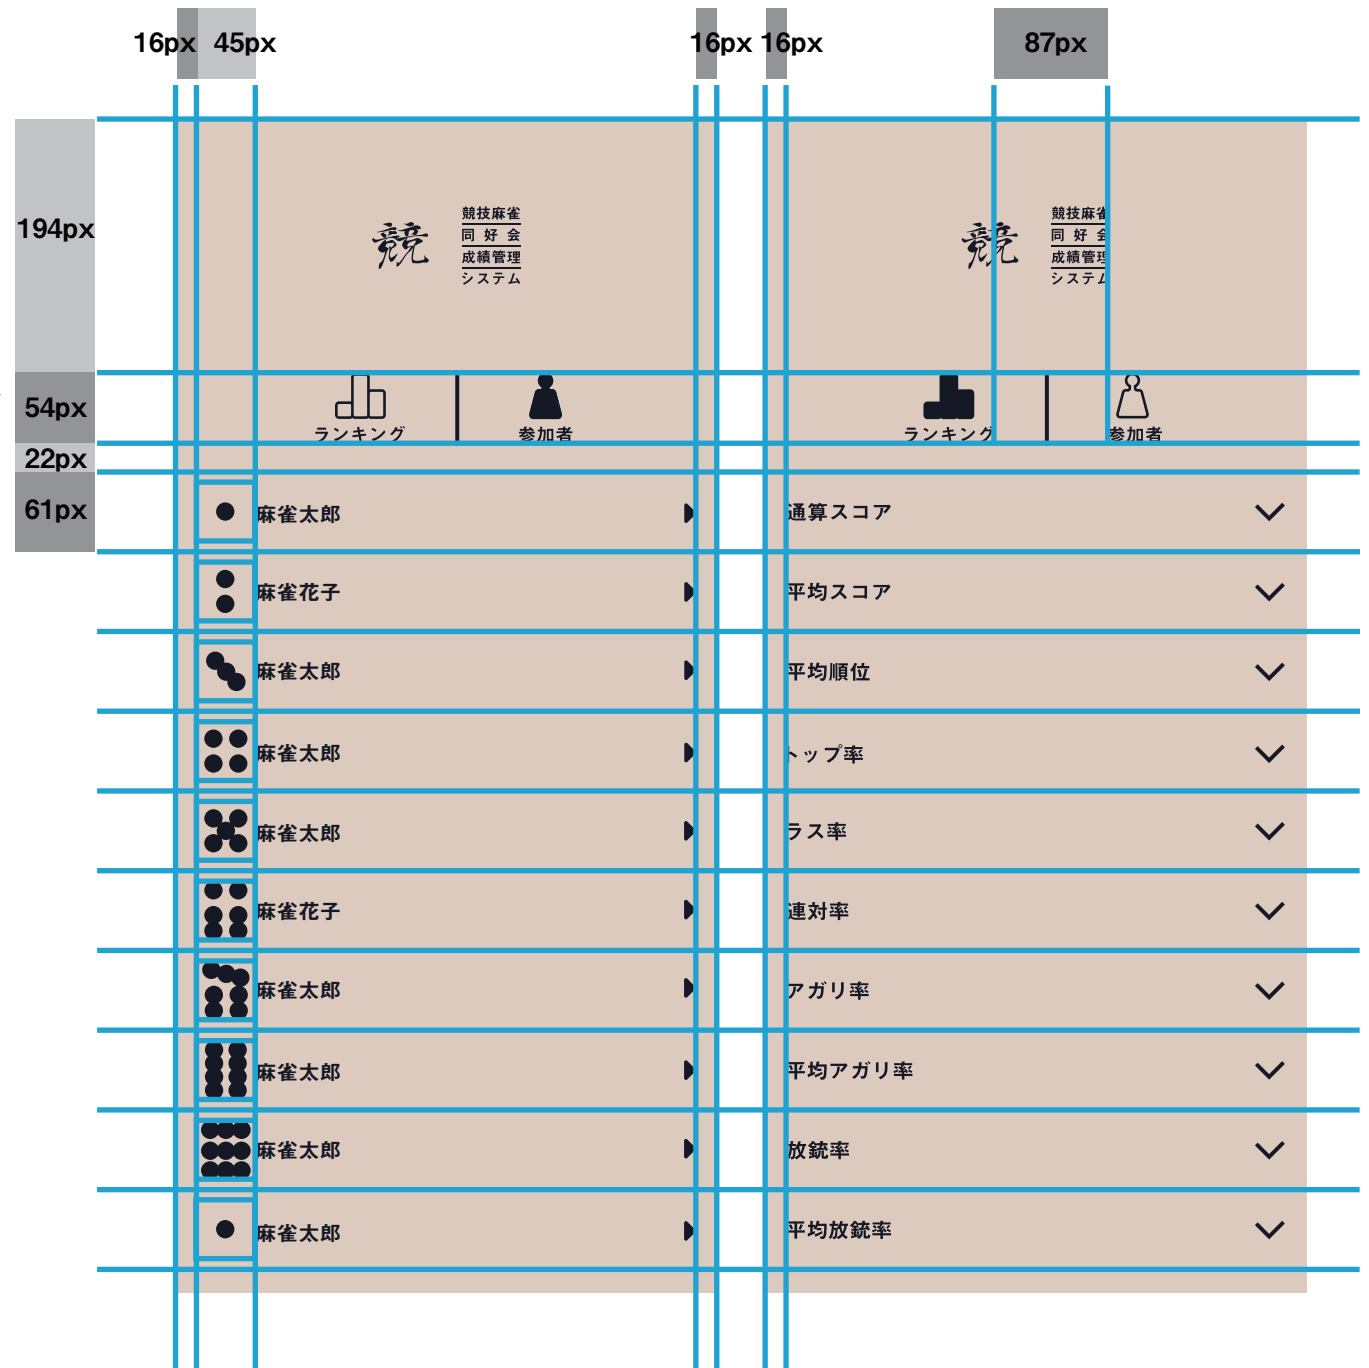 16px 45px 16px 16px 87px
194px
54px
22px
61px
競
競技麻雀
同好会
成績管理
システム
ランキング
参加者
麻雀太郎
麻雀花子
麻雀太郎
麻雀太郎
麻雀太郎
麻雀花子
麻雀太郎
麻雀太郎
麻雀太郎
麻雀太郎
競
競技麻雀
同好会
成績管理
システム
ランキング
参加者
通算スコア
平均スコア
平均順位
トップ率
ラス率
連対率
アガリ率
平均アガリ率
放銃率
平均放銃率